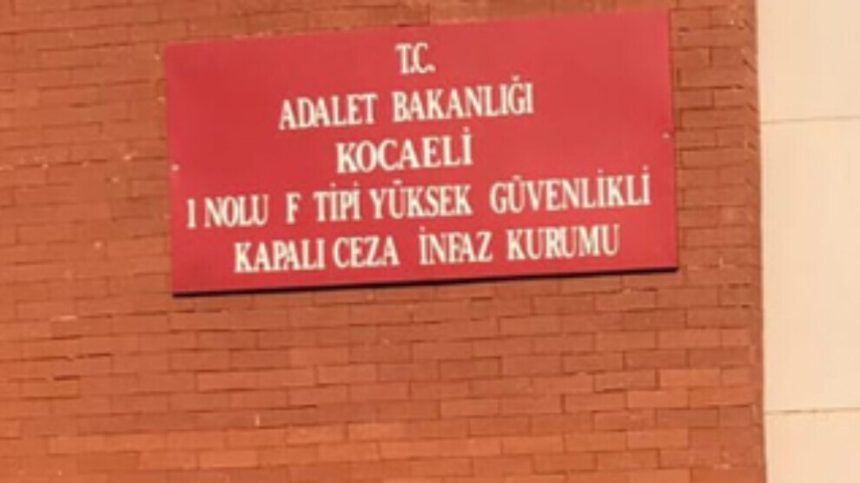 T.C.
ADALET BAKANLIĞI
KOCAELİ
1 NOLU F TİPİ YÜKSEK GÜVENLİKLİ
KAPALI CEZA İNFAZ KURUMU